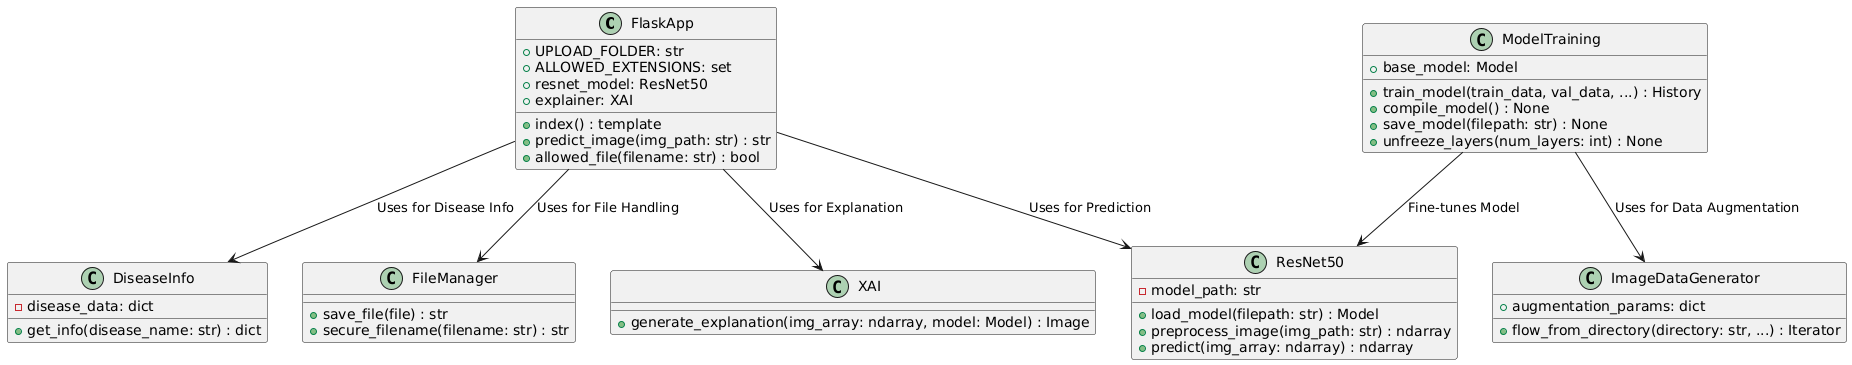 C FlaskApp
UPLOAD_FOLDER: str
ALLOWED_EXTENSIONS: set
resnet_model: ResNet50
explainer: XAI
index() : template
predict_image(img_path: str) : str
allowed_file(filename: str) : bool
C ModelTraining
base_model: Model
train_model(train_data, val_data, ...) : History
compile_model() : None
save_model(filepath: str) : None
unfreeze_layers(num_layers: int) : None
Uses for Disease Info
Uses for File Handling
Uses for Explanation
Uses for Prediction
Fine-tunes Model
Uses for Data Augmentation
C DiseaseInfo
disease_data: dict
get_info(disease_name: str) : dict
C FileManager
save_file(file) : str
secure_filename(filename: str) : str
C XAI
generate_explanation(img_array: ndarray, model: Model) : Image
C ResNet50
model_path: str
load_model(filepath: str) : Model
preprocess_image(img_path: str) : ndarray
predict(img_array: ndarray) : ndarray
C ImageDataGenerator
augmentation_params: dict
flow_from_directory(directory: str, ...) : Iterator